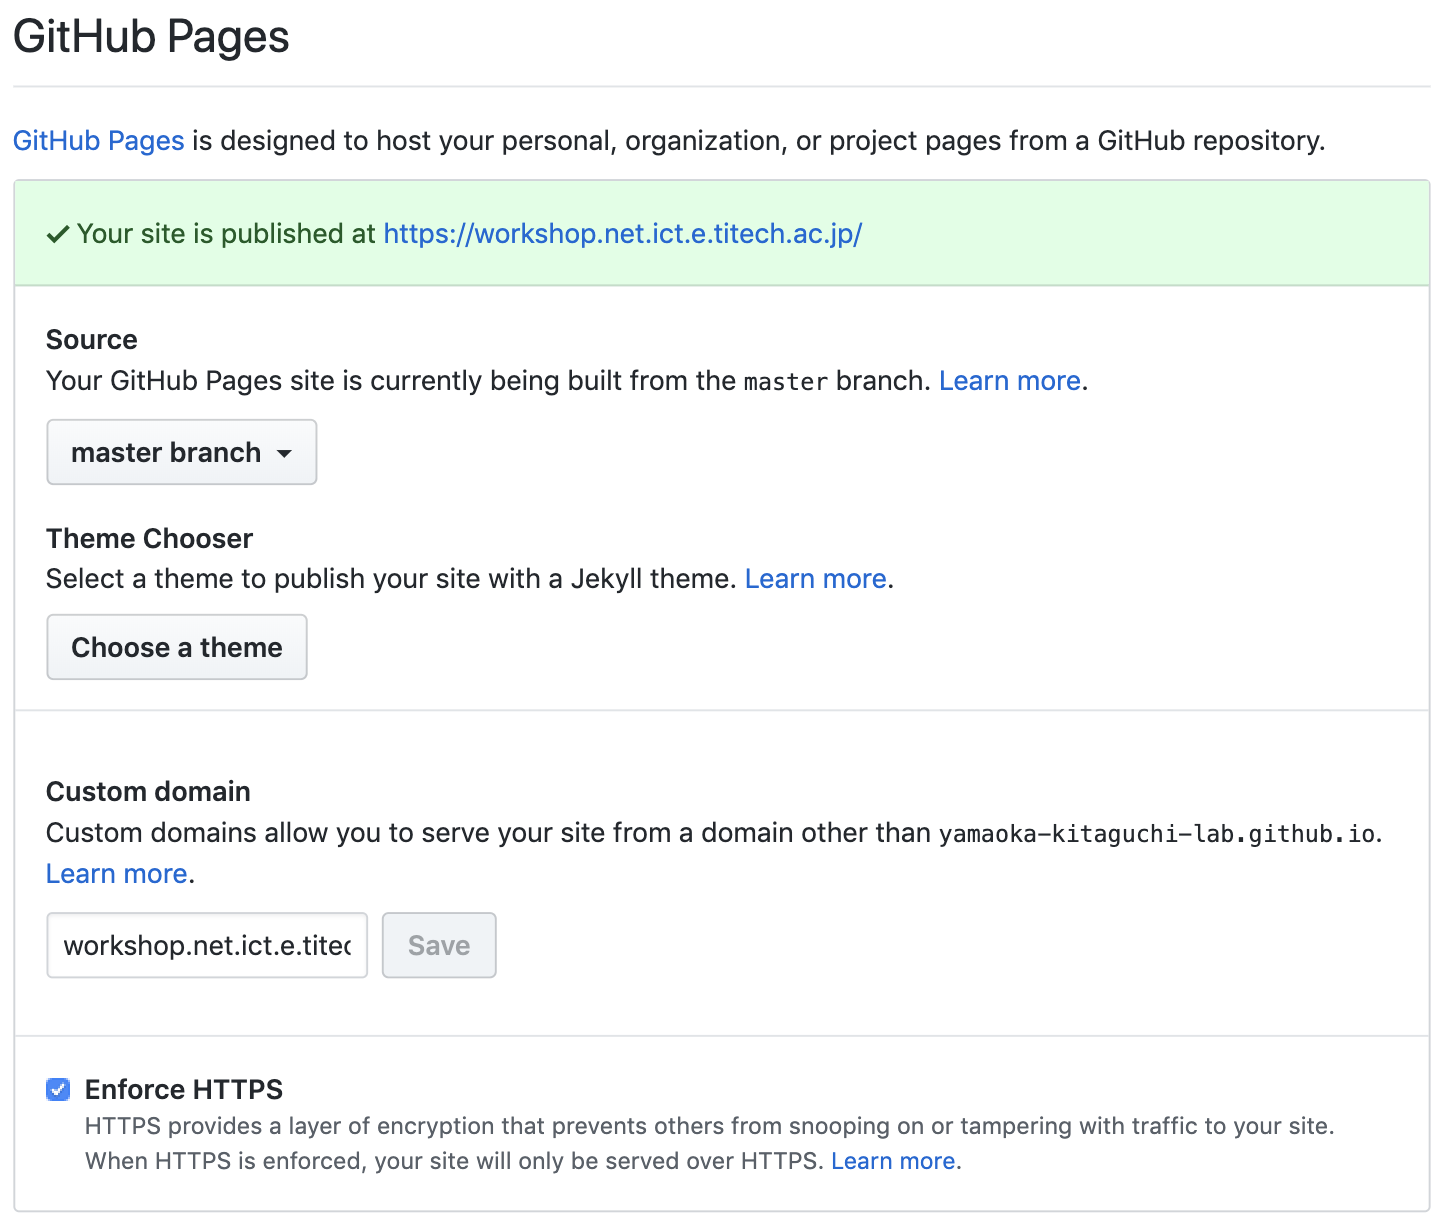 GitHub Pages
GitHub Pages is designed to host your personal, organization, or project pages from a GitHub repository.
Your site is published at https://workshop.net.ict.e.titech.ac.jp/
Source
Your GitHub Pages site is currently being built from the master branch. Learn more.
master branch
Theme Chooser
Select a theme to publish your site with a Jekyll theme. Learn more.
Choose a theme
Custom domain
Custom domains allow you to serve your site from a domain other than yamaoka-kitaguchi-lab.github.io.
Learn more.
workshop.net.ict.e.titec
Save
Enforce HTTPS
HTTPS provides a layer of encryption that prevents others from snooping on or tampering with traffic to your site.
When HTTPS is enforced, your site will only be served over HTTPS. Learn more.